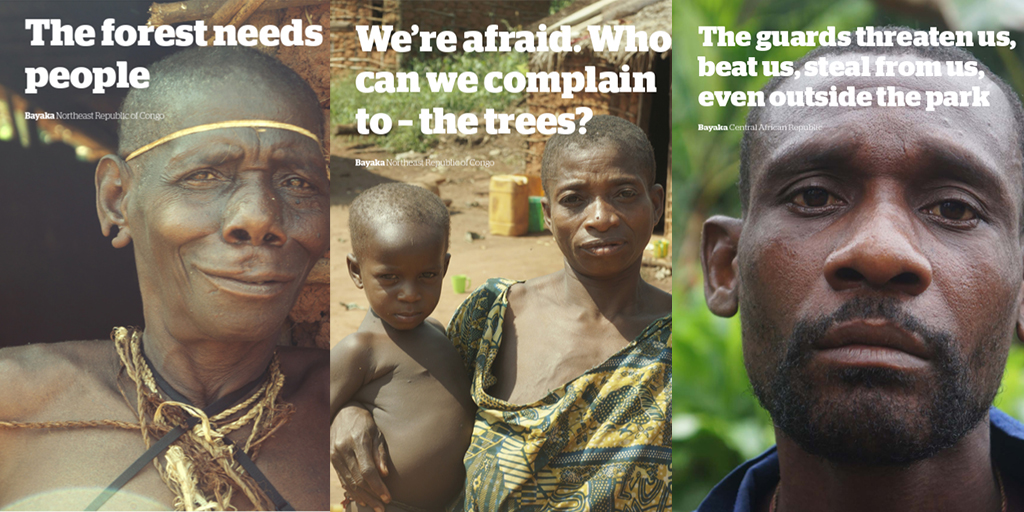 The forest needs
people
Bayaka Northeast Republic of Congo
We're afraid. Who
can we complain
to – the trees?
Bayaka Northeast Republic of Congo
The guards threaten us,
beat us, steal from us,
even outside the park
Bayaka Central African Republic